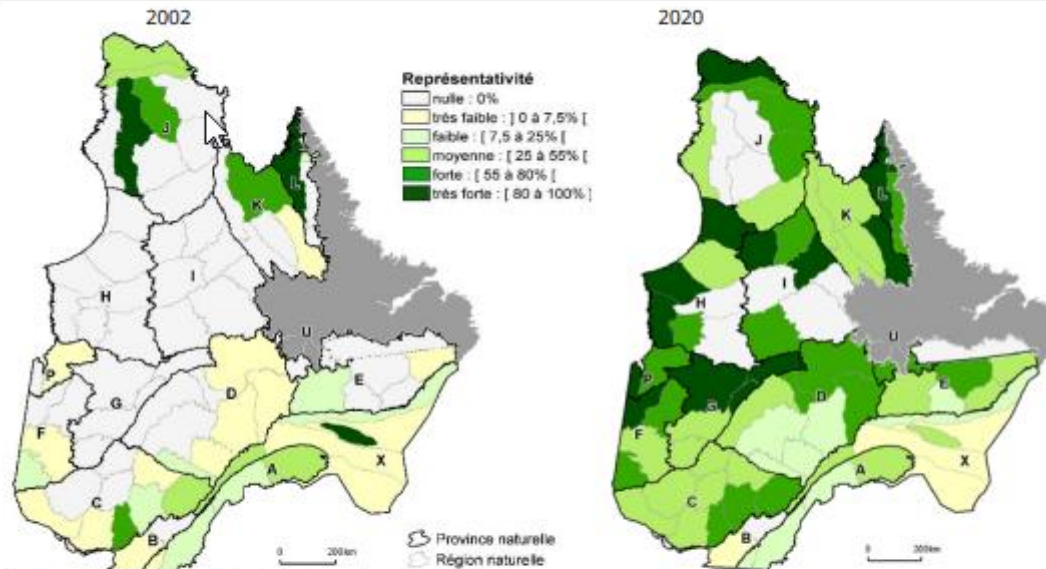 2002
2020
Représentativité
nulle : 0%
très faible : ] 0 à 7,5% [
faible : [ 7,5 à 25% [
moyenne : [ 25 à 55% [
forte : [ 55 à 80% [
très forte : [ 80 à 100% ]
J
K
L
H
I
U
P
G
D
E
F
C
A
X
B
Province naturelle
Région naturelle
0 200 km
J
K
L
H
I
U
P
G
D
E
F
C
A
X
B
0 200 km